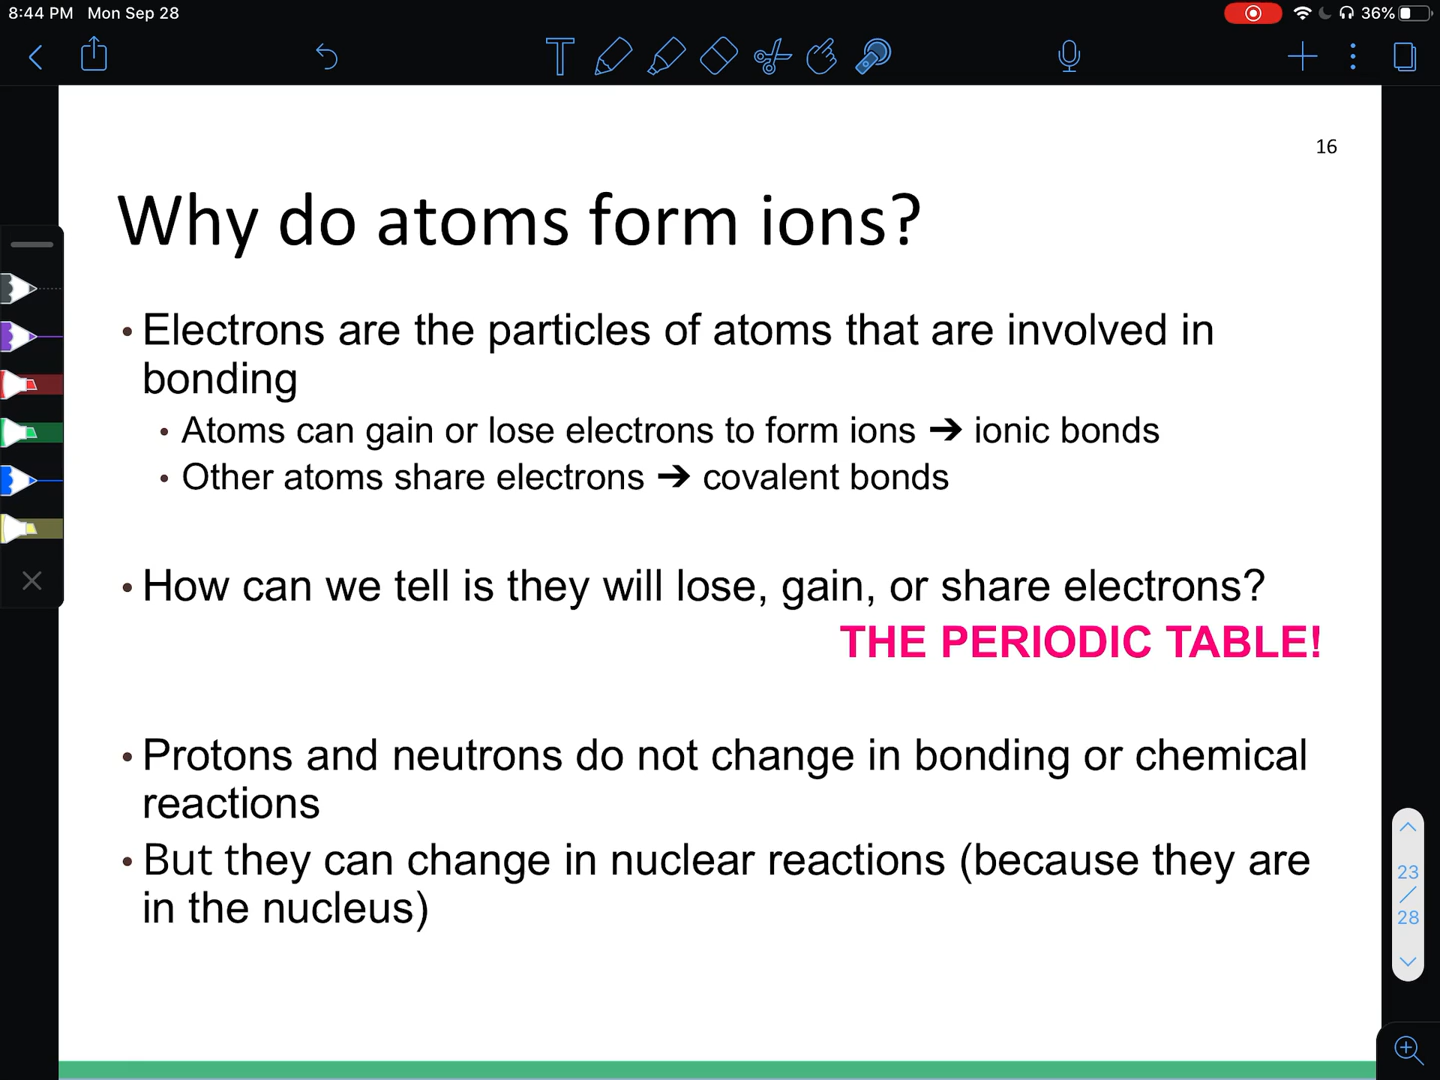 8:44 PM Mon Sep 28
36%
T
16
Why do atoms form ions?
• Electrons are the particles of atoms that are involved in
bonding
• Atoms can gain or lose electrons to form ions ➔ ionic bonds
• Other atoms share electrons ➔ covalent bonds
• How can we tell is they will lose, gain, or share electrons?
THE PERIODIC TABLE!
• Protons and neutrons do not change in bonding or chemical
reactions
• But they can change in nuclear reactions (because they are
in the nucleus)
23
/
28